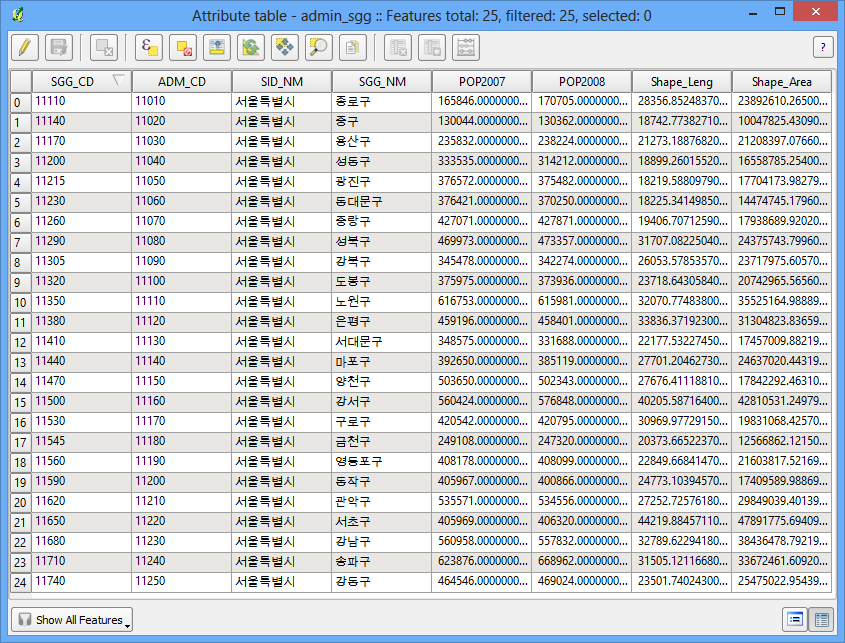 Attribute table - admin_sgg :: Features total: 25, filtered: 25, selected: 0
?
SGG_CD ADM_CD SID_NM SGG_NM POP2007 POP2008 Shape_Leng Shape_Area
0 11110 11010 서울특별시 종로구 165846.0000000... 170705.0000000... 28356.85248370... 23892610.26500...
1 11140 11020 서울특별시 중구 130044.0000000... 130362.0000000... 18742.77382710... 10047825.43090...
2 11170 11030 서울특별시 용산구 235832.0000000... 238224.0000000... 21273.18876820... 21208397.07660...
3 11200 11040 서울특별시 성동구 333535.0000000... 314212.0000000... 18899.26015520... 16558785.25400...
4 11215 11050 서울특별시 광진구 376572.0000000... 375482.0000000... 18219.58809790... 17704173.98279...
5 11230 11060 서울특별시 동대문구 376421.0000000... 370250.0000000... 18225.34149850... 14474745.17960...
6 11260 11070 서울특별시 중랑구 427071.0000000... 427871.0000000... 19406.70712590... 17938689.92020...
7 11290 11080 서울특별시 성북구 469973.0000000... 473357.0000000... 31707.08225040... 24375743.79960...
8 11305 11090 서울특별시 강북구 345478.0000000... 342274.0000000... 26053.57853570... 23717975.60570...
9 11320 11100 서울특별시 도봉구 375975.0000000... 373936.0000000... 23718.64305840... 20742965.56560...
10 11350 11110 서울특별시 노원구 616753.0000000... 615981.0000000... 32070.77483800... 35525164.98889...
11 11380 11120 서울특별시 은평구 459196.0000000... 458401.0000000... 33836.37192300... 31304823.83659...
12 11410 11130 서울특별시 서대문구 348575.0000000... 331688.0000000... 22177.53227450... 17457009.88219...
13 11440 11140 서울특별시 마포구 392650.0000000... 385119.0000000... 27701.20462730... 24637020.44319...
14 11470 11150 서울특별시 양천구 503650.0000000... 502343.0000000... 27676.41118810... 17842292.46310...
15 11500 11160 서울특별시 강서구 560424.0000000... 576848.0000000... 40205.58716400... 42810531.24979...
16 11530 11170 서울특별시 구로구 420542.0000000... 420795.0000000... 30969.97729150... 19831068.42570...
17 11545 11180 서울특별시 금천구 249108.0000000... 247320.0000000... 20373.66522370... 12566862.12150...
18 11560 11190 서울특별시 영등포구 408178.0000000... 408099.0000000... 22849.66841470... 21603817.52169...
19 11590 11200 서울특별시 동작구 405967.0000000... 400866.0000000... 24773.10394570... 17409589.98869...
20 11620 11210 서울특별시 관악구 535571.0000000... 534556.0000000... 27252.72576180... 29849039.40139...
21 11650 11220 서울특별시 서초구 405969.0000000... 406320.0000000... 44219.88457110... 47891775.69409...
22 11680 11230 서울특별시 강남구 560958.0000000... 557832.0000000... 32789.62294180... 38436478.79219...
23 11710 11240 서울특별시 송파구 623876.0000000... 668962.0000000... 31505.12116680... 33672461.60920...
24 11740 11250 서울특별시 강동구 464546.0000000... 469024.0000000... 23501.74024300... 25475022.95439...
Show All Features